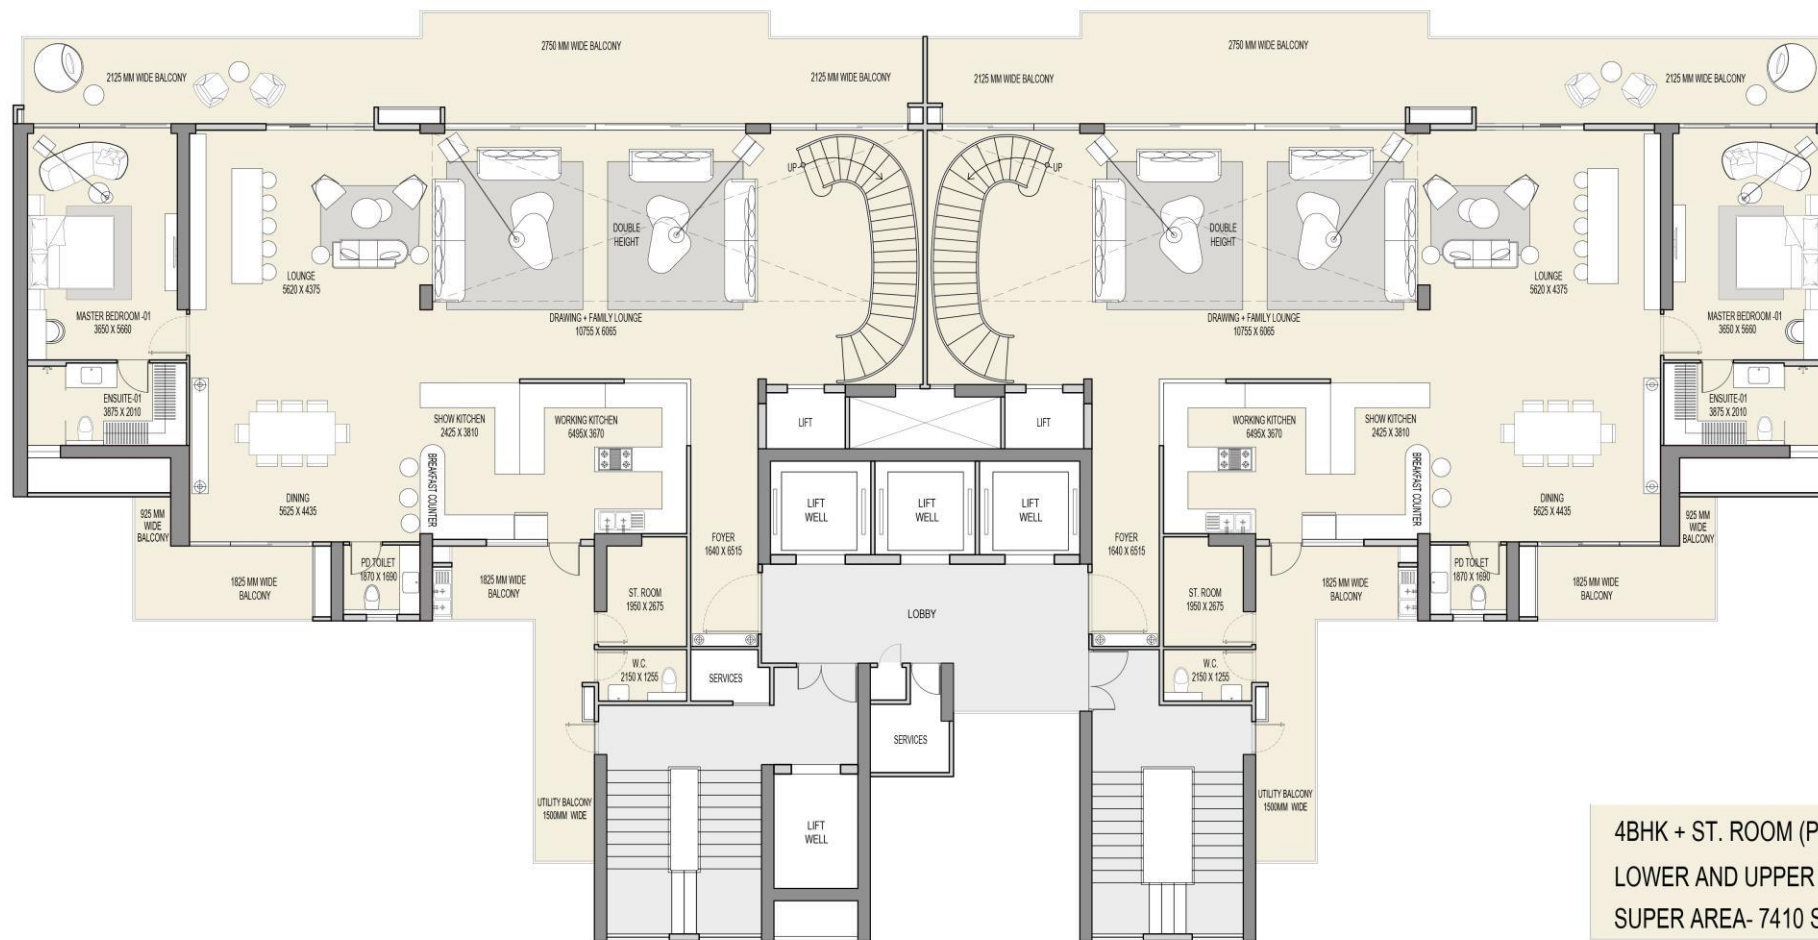 2750 MM WIDE BALCONY
2750 MM WIDE BALCONY
2125 MM WIDE BALCONY
2125 MM WIDE BALCONY
2125 MM WIDE BALCONY
2125 MM WIDE BALCONY
UP
UP
DOUBLE
HEIGHT
DOUBLE
HEIGHT
LOUNGE
5620 X 4375
LOUNGE
5620 X 4375
MASTER BEDROOM -01
3650 X 5660
DRAWING + FAMILY LOUNGE
10755 X 6065
DRAWING + FAMILY LOUNGE
10755 X 6065
MASTER BEDROOM -01
3650 X 5660
ENSUITE-01
3875 X 2010
SHOW KITCHEN
2425 X 3810
WORKING KITCHEN
6495 X 3670
LIFT
LIFT
WORKING KITCHEN
6495X 3670
SHOW KITCHEN
2425 X 3810
ENSUITE-01
3875 X 2010
BREAKFAST COUNTER
BREAKFAST COUNTER
DINING
5625 X 4435
LIFT
WELL
LIFT
WELL
LIFT
WELL
DINING
5625 X 4435
925 MM
WIDE
BALCONY
925 MM
WIDE
BALCONY
FOYER
1640 X 6515
FOYER
1640 X 6515
PD TOILET
1870 X 1690
PD TOILET
1870 X 1690
1825 MM WIDE
BALCONY
1825 MM WIDE
BALCONY
ST. ROOM
1950 X 2675
ST. ROOM
1950 X 2675
1825 MM WIDE
BALCONY
1825 MM WIDE
BALCONY
LOBBY
W.C.
2150 X 1255
SERVICES
W.C.
2150 X 1255
SERVICES
UTILITY BALCONY
1500MM WIDE
LIFT
WELL
UTILITY BALCONY
1500MM WIDE
4BHK + ST. ROOM (P
LOWER AND UPPER
SUPER AREA- 7410 S